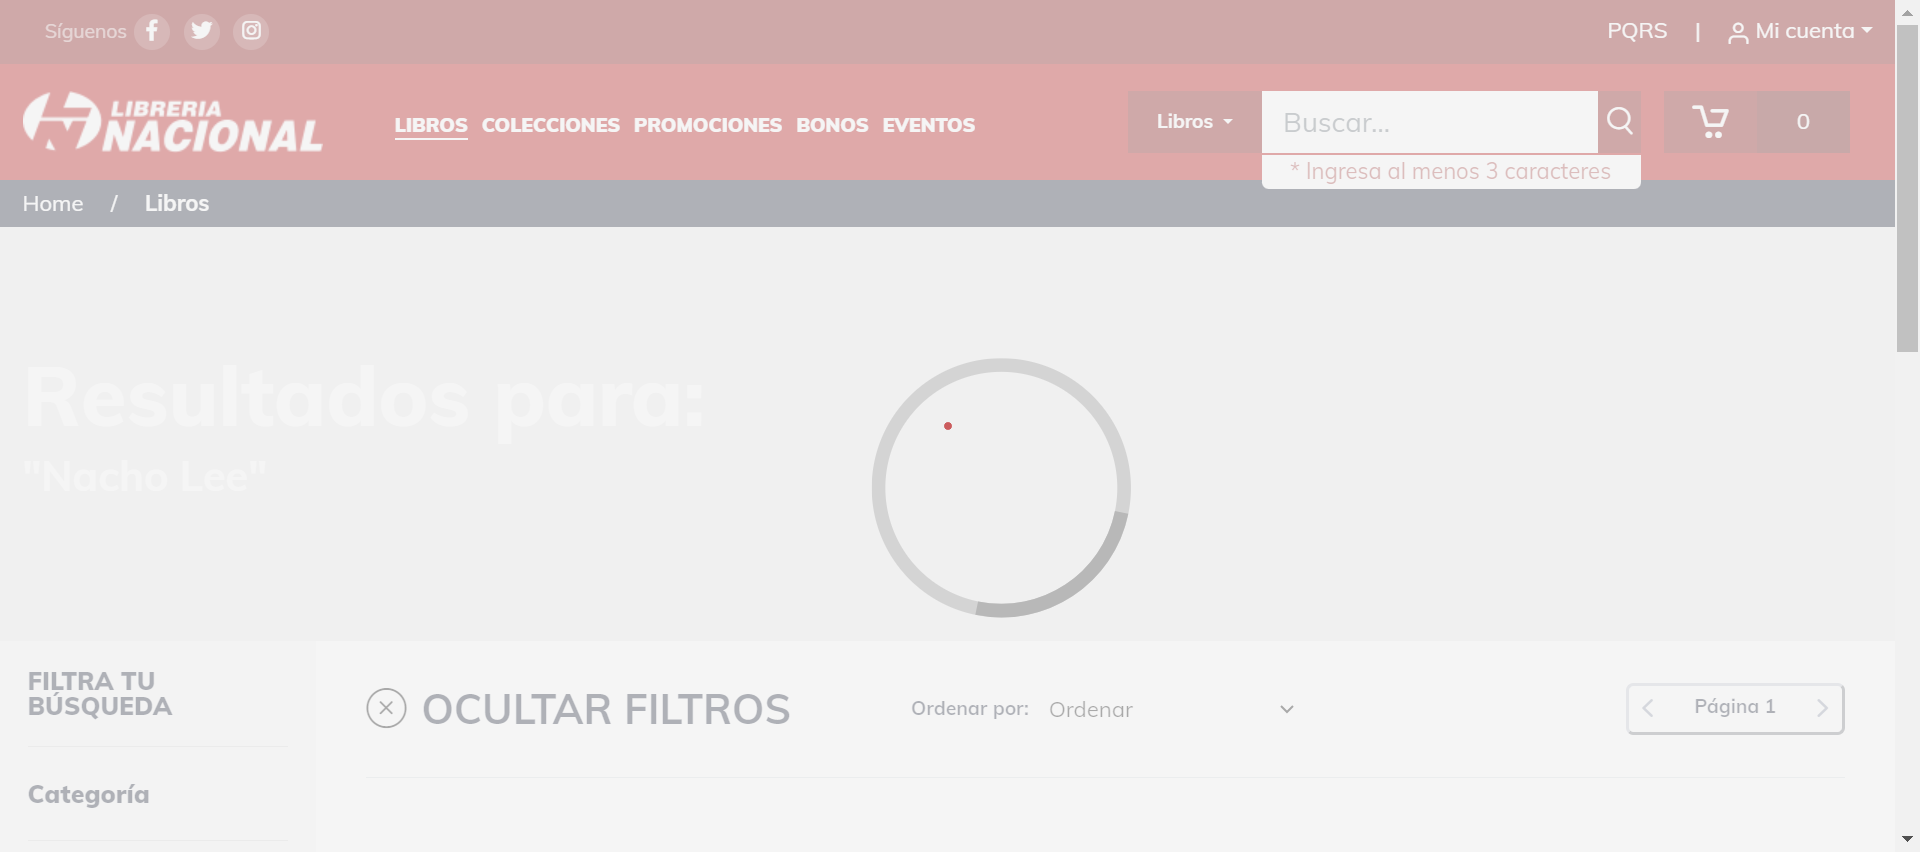 Síguenos
PQRS | Mi cuenta
LIBRERIA
NACIONAL
LIBROS COLECCIONES PROMOCIONES BONOS EVENTOS
Libros
Buscar...
0
* Ingresa al menos 3 caracteres
Home / Libros
Resultados para:
"Nacho Lee"
FILTRA TU
BÚSQUEDA
OCULTAR FILTROS
Ordenar por: Ordenar
Página 1
Categoría